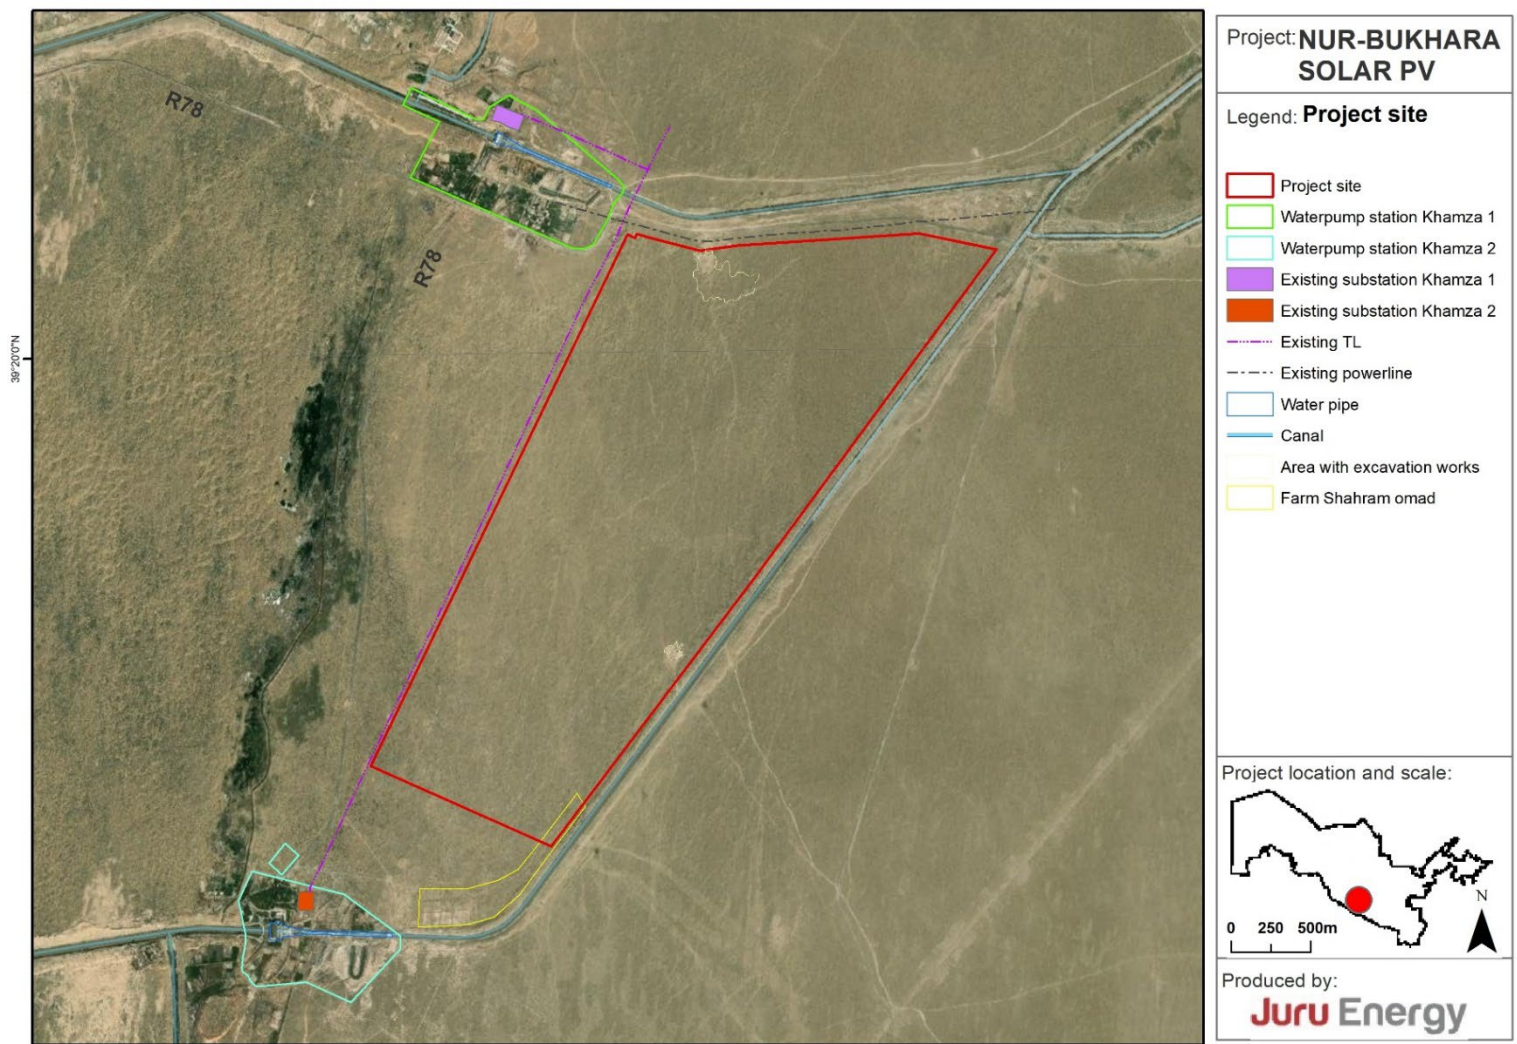 R78
R78
39°20'0"N
Project: NUR-BUKHARA
SOLAR PV
Legend: Project site
Project site
Waterpump station Khamza 1
Waterpump station Khamza 2
Existing substation Khamza 1
Existing substation Khamza 2
Existing TL
Existing powerline
Water pipe
Canal
Area with excavation works
Farm Shahram omad
Project location and scale:
N
0 250 500m
Produced by:
Juru Energy